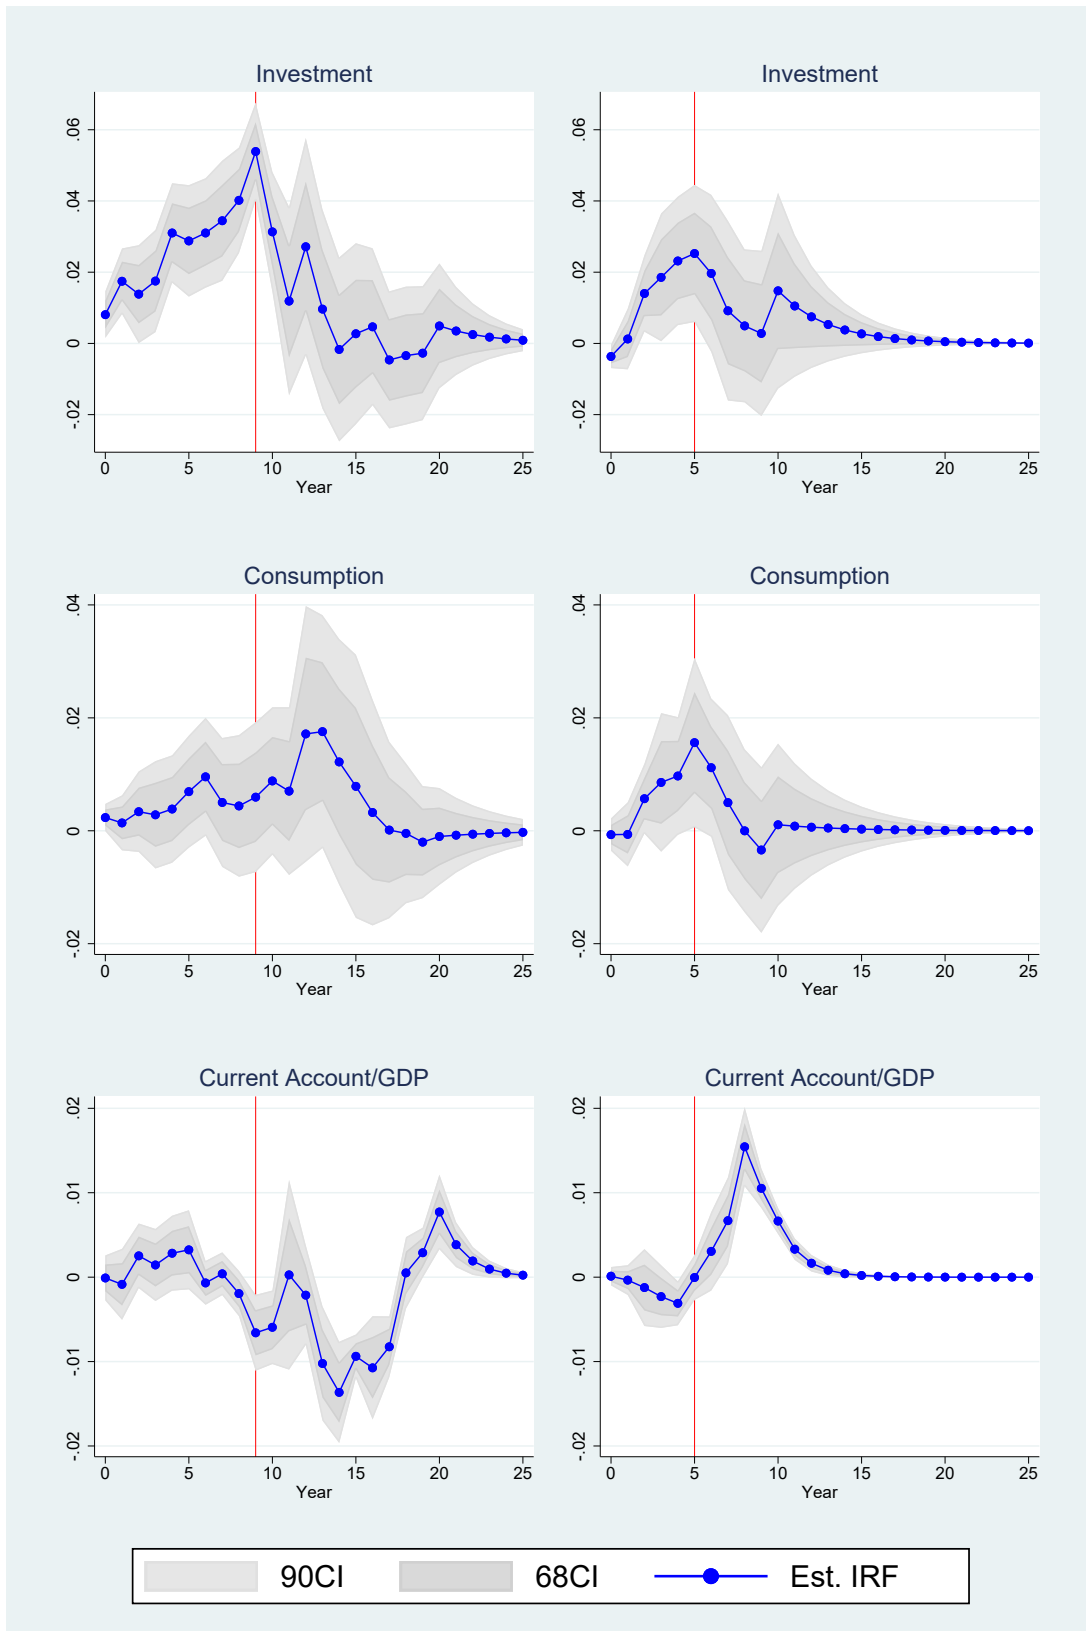 Investment Investment
.06 .06
.04 .04
.02 .02
0 0
-.02 -.02
0 5 10 15 20 25 0 5 10 15 20 25
Year Year
Consumption Consumption
.04 .04
.02 .02
0 0
-.02 -.02
0 5 10 15 20 25 0 5 10 15 20 25
Year Year
Current Account/GDP Current Account/GDP
.02 .02
.01 .01
0 0
-.01 -.01
-.02 -.02
0 5 10 15 20 25 0 5 10 15 20 25
Year Year
90CI 68CI Est. IRF